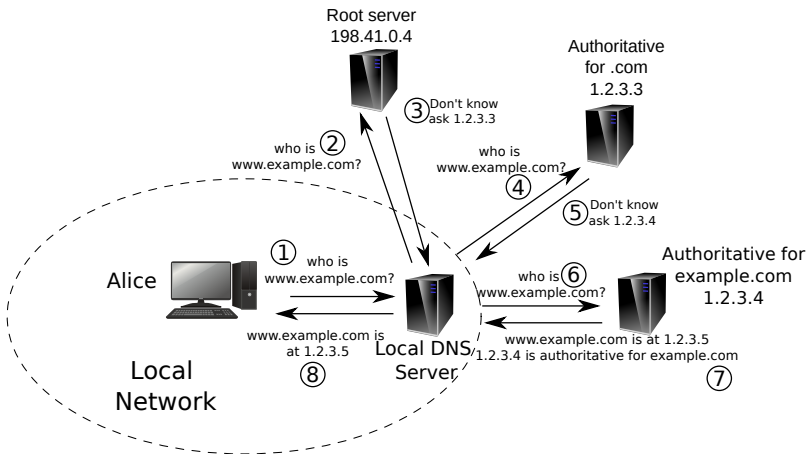 Root server
198.41.0.4
Authoritative
for .com
1.2.3.3
③ Don't know
ask 1.2.3.3
who is ②
www.example.com?
who is
www.example.com?
④
⑤ Don't know
ask 1.2.3.4
Alice
①
who is
www.example.com?
www.example.com is
at 1.2.3.5
⑧
Local DNS
Server
who is ⑥
www.example.com?
Authoritative for
example.com
1.2.3.4
www.example.com is at 1.2.3.5
1.2.3.4 is authoritative for example.com
⑦
Local
Network